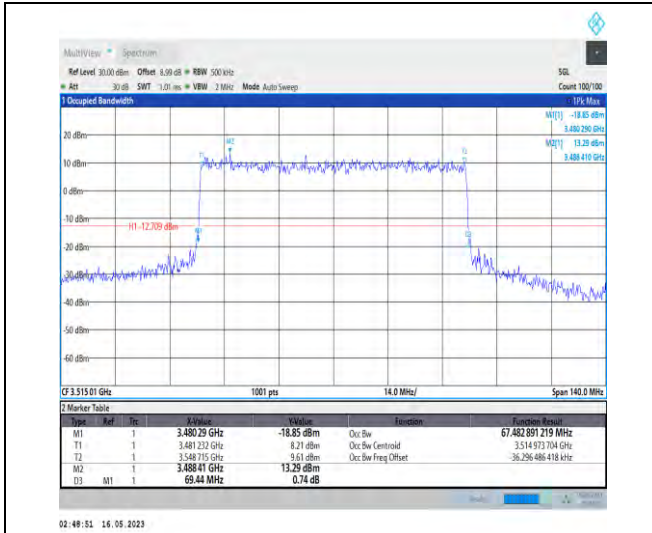 MultiView Spectrum
Ref Level 30.00 dBm Offset 8.99 dB RBW 500 kHz SGL
Att 30 dB SWT 1.01 ms VBW 2 MHz Mode Auto Sweep Count 100/100
1 Occupied Bandwidth 1Pk Max
M1[1] -18.85 dBm
3.480 290 GHz
M2[1] 13.29 dBm
3.488 410 GHz
20 dBm
M2
T1
T2
10 dBm
0 dBm
-10 dBm
H1 -12.709 dBm
M1
D3
-20 dBm
-30 dBm
-40 dBm
-50 dBm
-60 dBm
CF 3.515 01 GHz 1001 pts 14.0 MHz/ Span 140.0 MHz
2 Marker Table
Type Ref Trc X-Value Y-Value Function Function Result
M1 1 3.480 29 GHz -18.85 dBm Occ Bw 67.482 891 219 MHz
T1 1 3.481 232 GHz 8.21 dBm Occ Bw Centroid 3.514 973 704 GHz
T2 1 3.548 715 GHz 9.61 dBm Occ Bw Freq Offset -36.296 486 418 kHz
M2 1 3.488 41 GHz 13.29 dBm
D3 M1 1 69.44 MHz 0.74 dB
02:48:51 16.05.2023